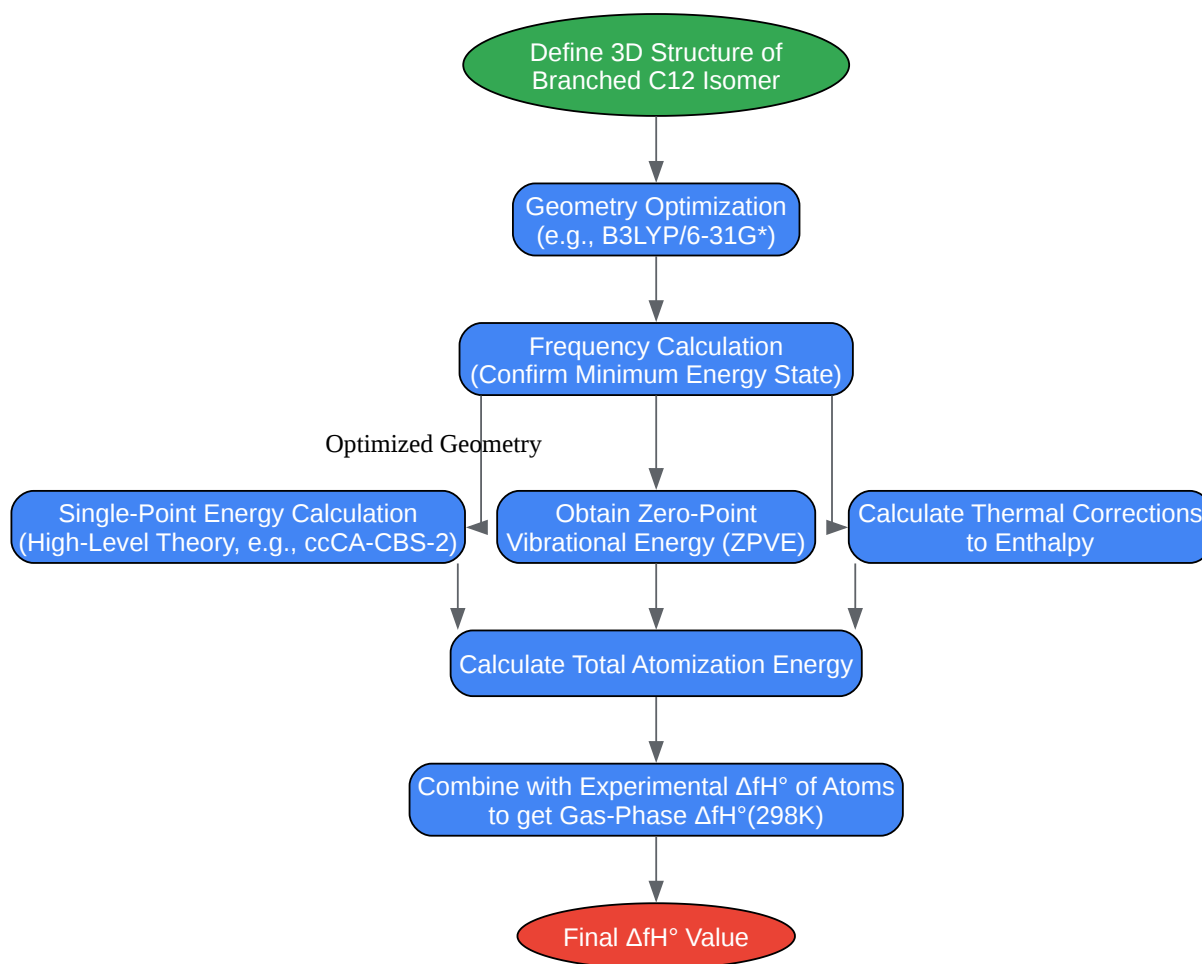 Define 3D Structure of
Branched C12 Isomer
Geometry Optimization
(e.g., B3LYP/6-31G*)
Frequency Calculation
(Confirm Minimum Energy State)
Optimized Geometry
Single-Point Energy Calculation
(High-Level Theory, e.g., ccCA-CBS-2)
Obtain Zero-Point
Vibrational Energy (ZPVE)
Calculate Thermal Corrections
to Enthalpy
Calculate Total Atomization Energy
Combine with Experimental ΔfH° of Atoms
to get Gas-Phase ΔfH°(298K)
Final ΔfH° Value